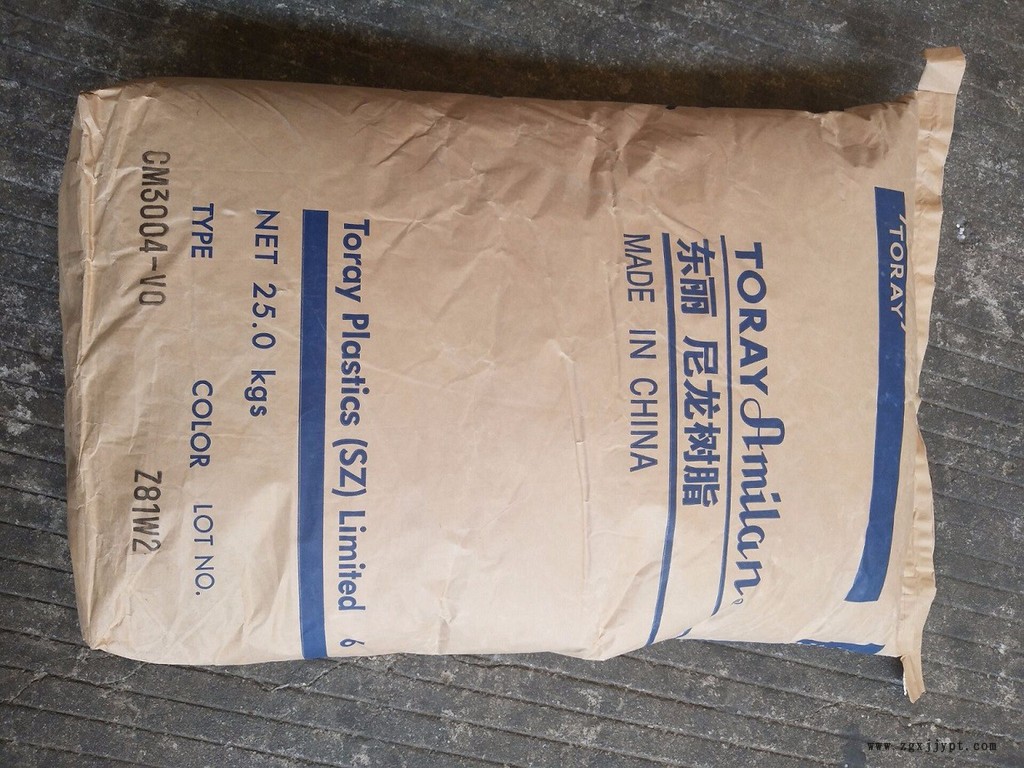 TORAY
TORAY Amilan®
东丽 尼龙树脂
MADE IN CHINA
Toray Plastics (SZ) Limited 6
NET 25.0 kgs
TYPE COLOR LOT NO.
CM3004-V0 Z81W2
www.zgxjjypt.com